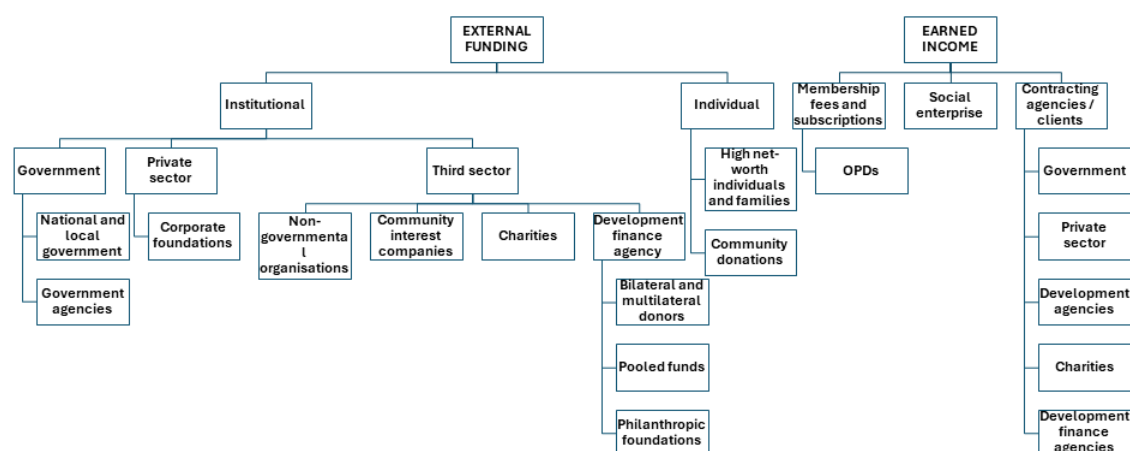 EXTERNAL
FUNDING
Institutional
Government
National and
local
government
Government
agencies
Private
sector
Corporate
foundations
Third sector
Non-
governmenta
l
organisations
Community
interest
companies
Charities
Development
finance
agency
Bilateral and
multilateral
donors
Pooled funds
Philanthropic
foundations
Individual
High net-
worth
individuals
and families
Community
donations
EARNED
INCOME
Membership
fees and
subscriptions
OPDs
Social
enterprise
Contracting
agencies /
clients
Government
Private
sector
Development
agencies
Charities
Development
finance
agencies